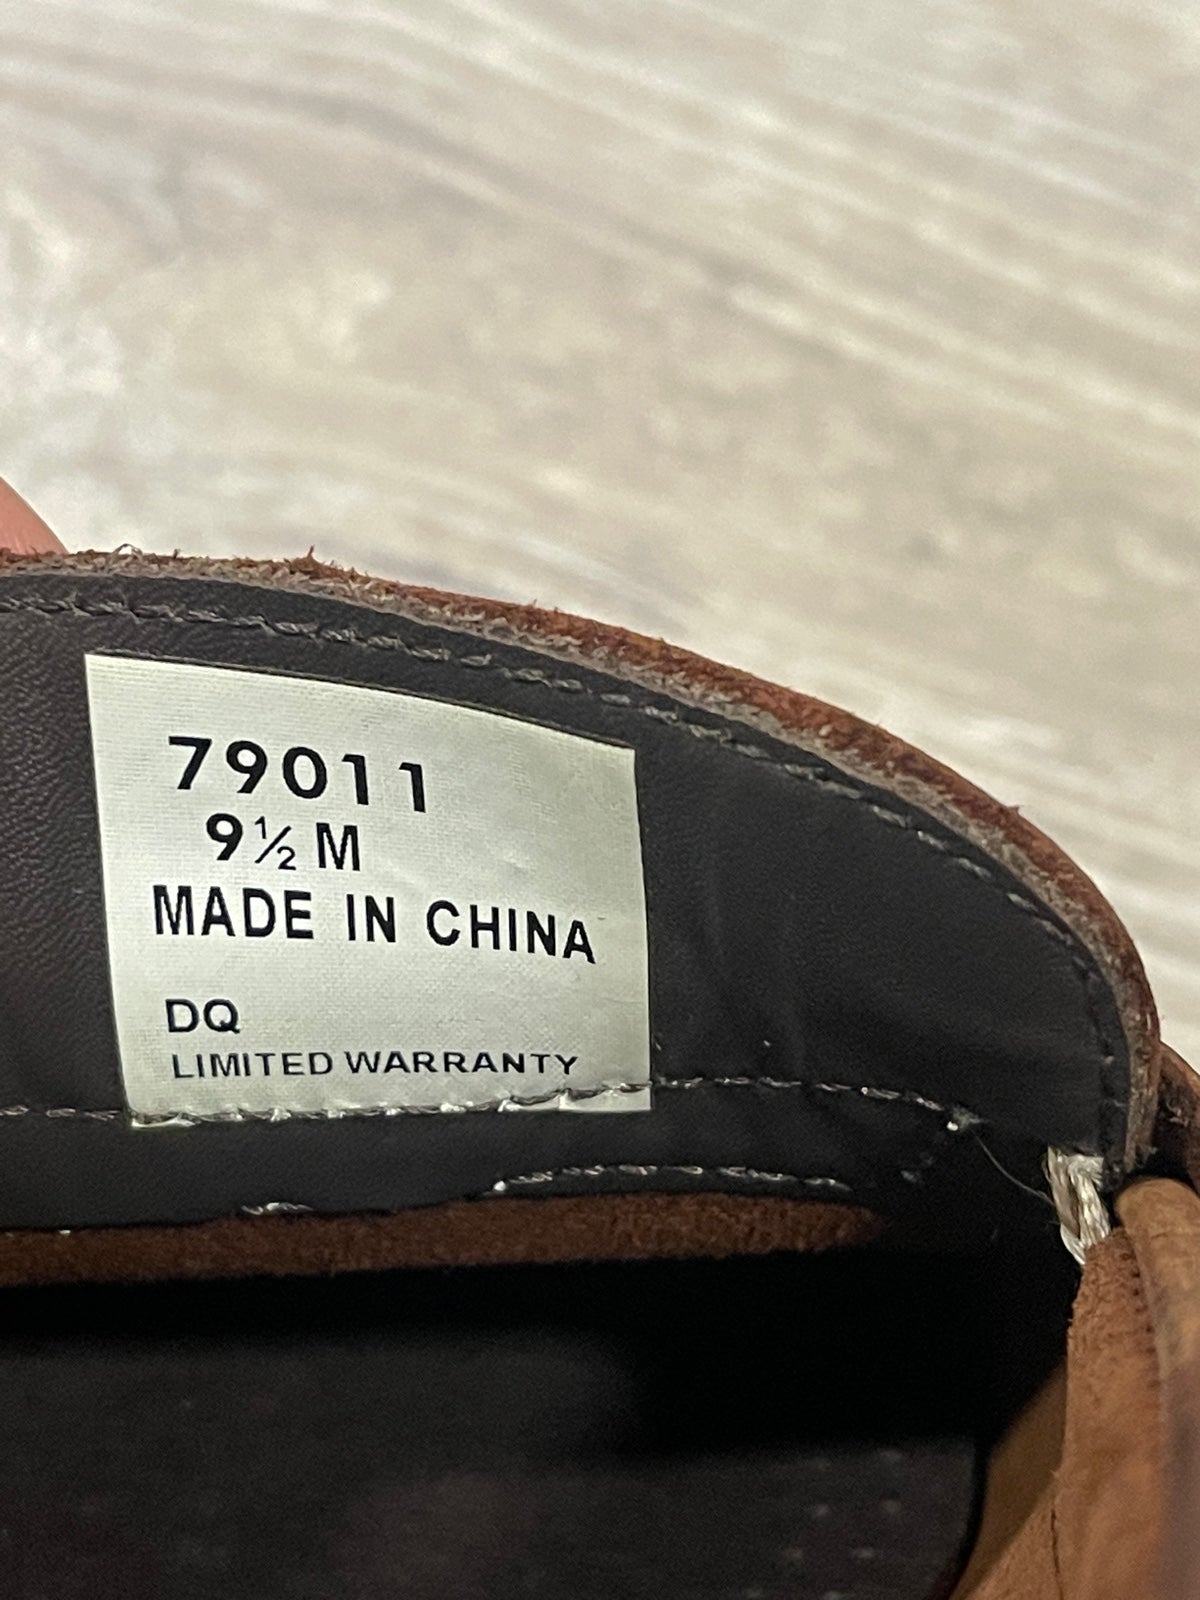 79011
9½ M
MADE IN CHINA
DQ
LIMITED WARRANTY